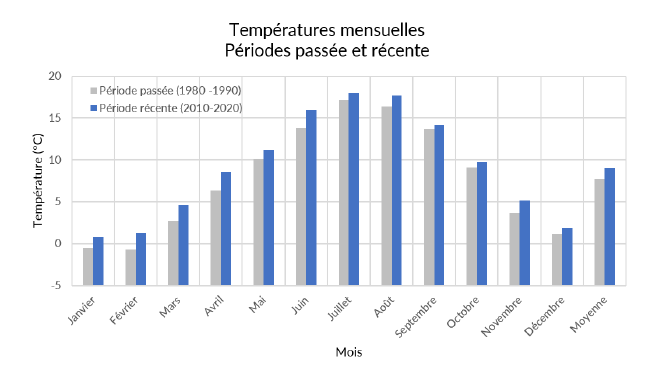 Températures mensuelles
Périodes passée et récente
20
15
10
5
0
-5
Température (°C)
Période passée (1980 -1990)
Période récente (2010-2020)
Janvier
Février
Mars
Avril
Mai
Juin
Juillet
Août
Septembre
Octobre
Novembre
Décembre
Moyenne
Mois